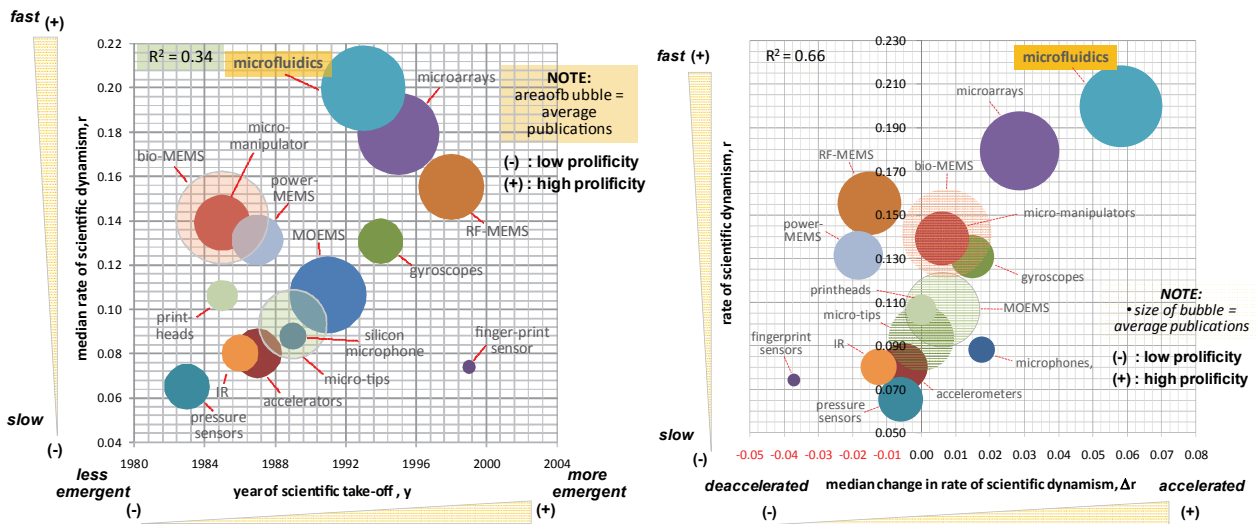 fast (+)
0.22
0.20
0.18
0.16
0.14
0.12
0.10
0.08
0.06
0.04
median rate of scientific dynamism, r
slow
(-)
R² = 0.34
microfluidics
microarrays
NOTE:
areaofb ubble =
average
publications
(-) : low prolificity
(+) : high prolificity
micro-
manipulator
bio-MEMS
power-
MEMS
MOEMS
RF-MEMS
gyroscopes
print-
heads
silicon
microphone
finger-print
sensor
micro-tips
IR
accelerators
pressure
sensors
1980
1984
1988
1992
1996
2000
2004
less
emergent
(-)
year of scientific take-off , y
more
emergent
(+)
fast (+)
0.230
0.210
0.190
0.170
0.150
0.130
0.110
0.090
0.070
0.050
rate of scientific dynamism, r
slow
(-)
R² = 0.66
microfluidics
microarrays
RF-MEMS
bio-MEMS
power-
MEMS
micro-manipulators
gyroscopes
printheads
MOEMS
micro-tips
NOTE:
• size of bubble =
average publications
(-) : low prolificity
(+) : high prolificity
fingerprint
sensors
IR
microphones,
accelerometers
pressure
sensors
-0.05 -0.04 -0.03 -0.02 -0.01 0.00 0.01 0.02 0.03 0.04 0.05 0.06 0.07 0.08
deaccelerated
(-)
median change in rate of scientific dynamism, Δr
accelerated
(+)